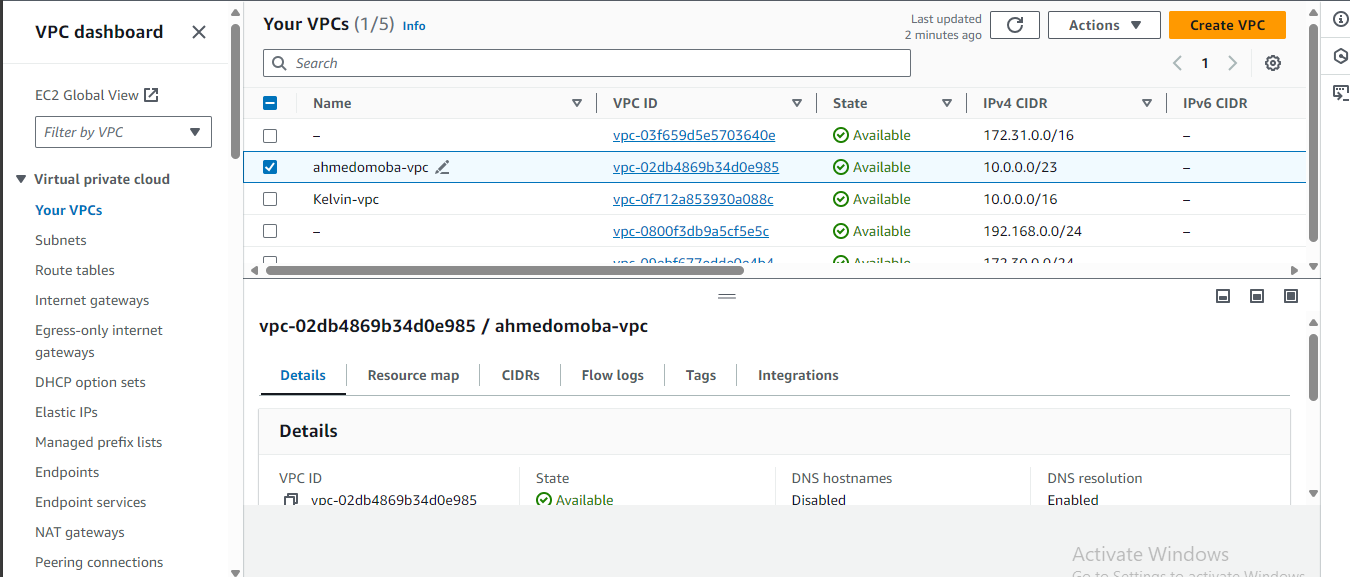 VPC dashboard
EC2 Global View
Filter by VPC
Virtual private cloud
Your VPCs
Subnets
Route tables
Internet gateways
Egress-only internet
gateways
DHCP option sets
Elastic IPs
Managed prefix lists
Endpoints
Endpoint services
NAT gateways
Peering connections
Your VPCs (1/5) Info
Last updated
2 minutes ago
Actions
Create VPC
Search
1
Name VPC ID State IPv4 CIDR IPv6 CIDR
– vpc-03f659d5e5703640e Available 172.31.0.0/16 –
ahmedomoba-vpc vpc-02db4869b34d0e985 Available 10.0.0.0/23 –
Kelvin-vpc vpc-0f712a853930a088c Available 10.0.0.0/16 –
– vpc-0800f3db9a5cf5e5c Available 192.168.0.0/24 –
Available
vpc-02db4869b34d0e985 / ahmedomoba-vpc
Details Resource map CIDRs Flow logs Tags Integrations
Details
VPC ID State DNS hostnames DNS resolution
vpc-02db4869b34d0e985 Available Disabled Enabled
Activate Windows
Go to Settings to activate Windows.